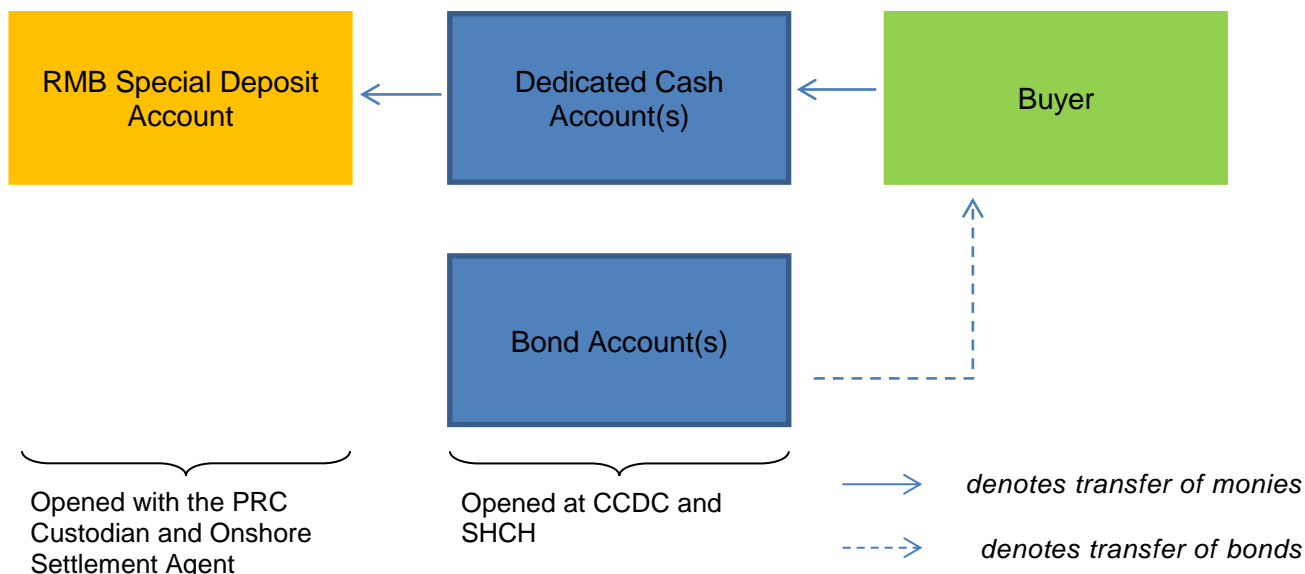 RMB Special Deposit
Account
Dedicated Cash
Account(s)
Buyer
Bond Account(s)
Opened with the PRC
Custodian and Onshore
Settlement Agent
Opened at CCDC and
SHCH
denotes transfer of monies
denotes transfer of bonds